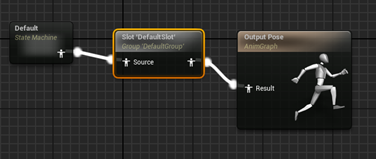 Default
State Machine
Slot 'DefaultSlot'
Group 'DefaultGroup'
Source
Output Pose
AnimGraph
Result